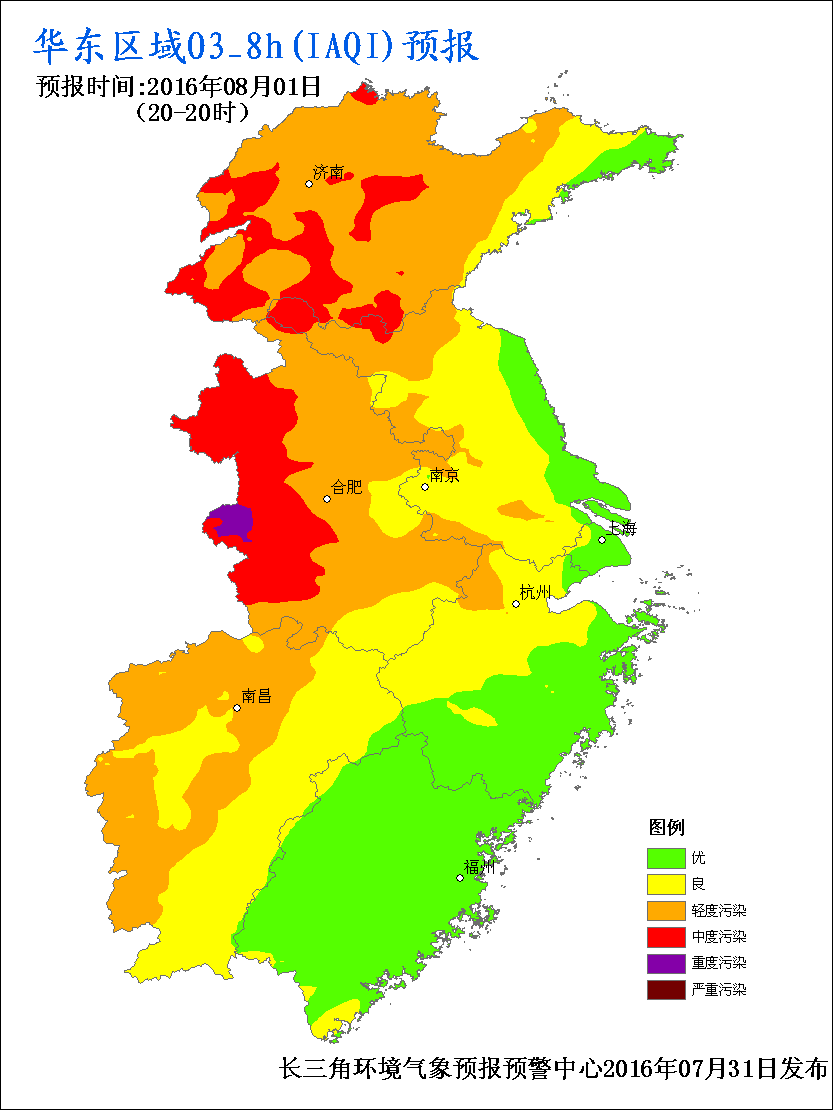 华东区域O3_8h(IAQI)预报
预报时间:2016年08月01日
(20-20时)
济南
合肥
南京
上海
杭州
南昌
福州
图例
优
良
轻度污染
中度污染
重度污染
严重污染
长三角环境气象预报预警中心2016年07月31日发布